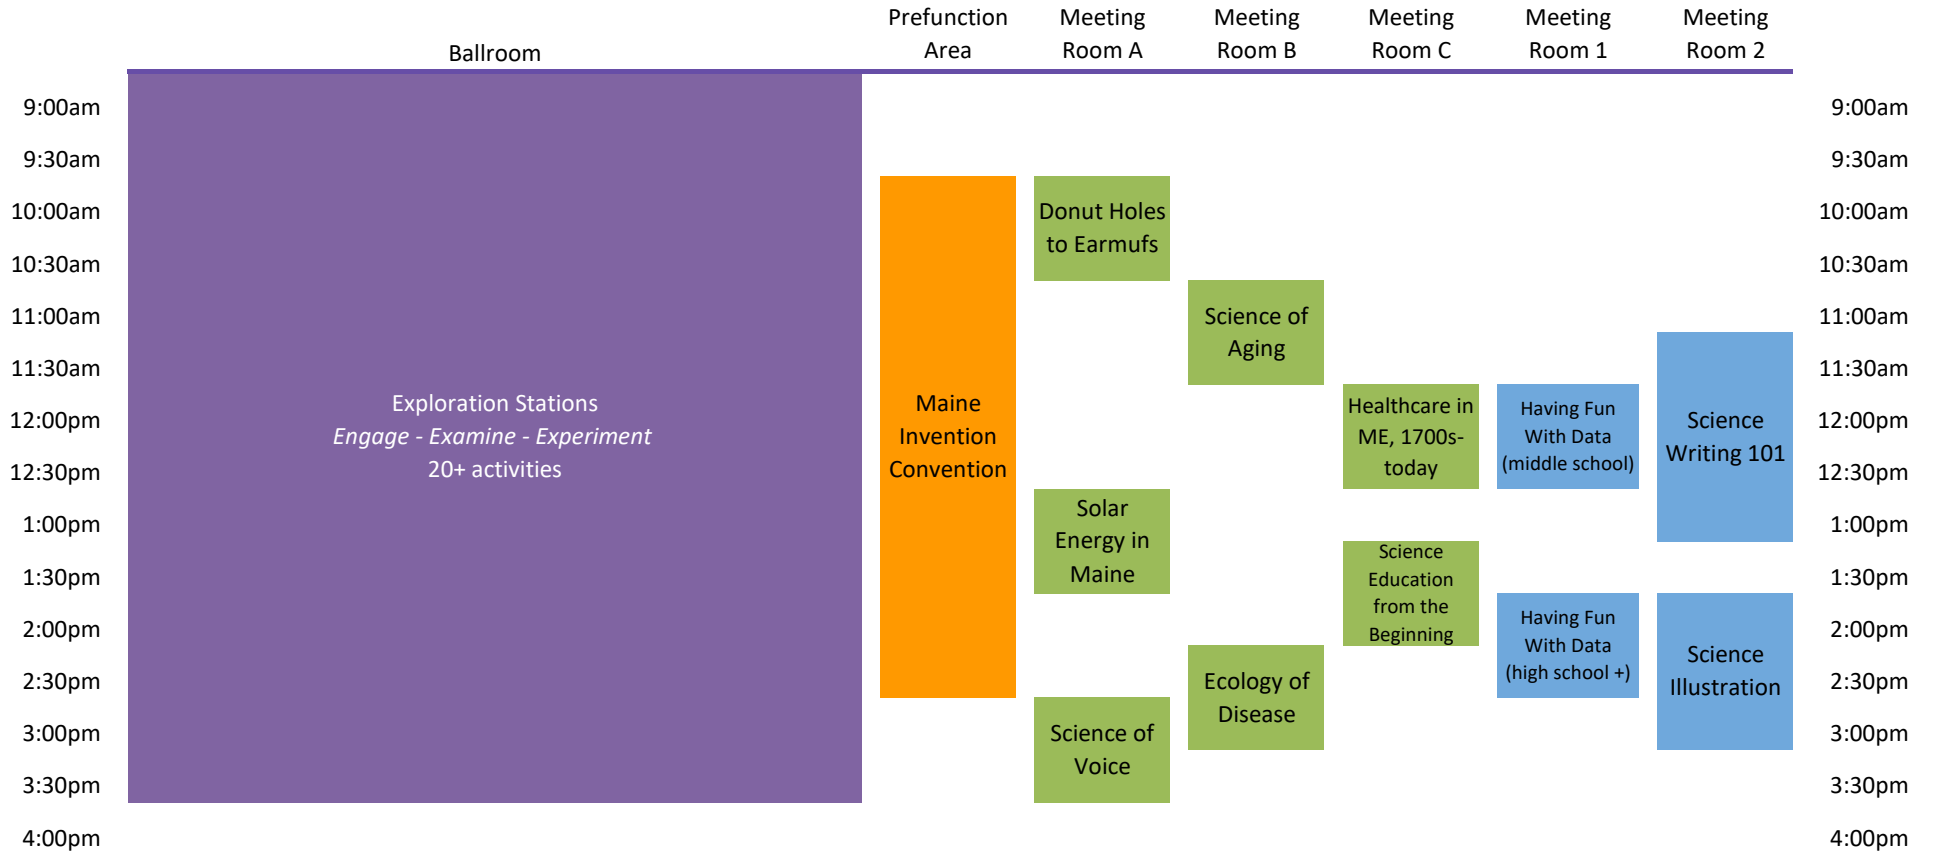 Ballroom
Prefunction
Area
Meeting
Room A
Meeting
Room B
Meeting
Room C
Meeting
Room 1
Meeting
Room 2
9:00am
9:00am
9:30am
9:30am
10:00am
Donut Holes
to Earmufs
10:00am
10:30am
10:30am
11:00am
Science of
Aging
11:00am
11:30am
11:30am
Exploration Stations
Engage - Examine - Experiment
20+ activities
Maine
Invention
Convention
Healthcare in
ME, 1700s-
today
Having Fun
With Data
(middle school)
Science
Writing 101
12:00pm
12:00pm
12:30pm
12:30pm
Solar
Energy in
Maine
1:00pm
1:00pm
Science
Education
from the
Beginning
1:30pm
1:30pm
Having Fun
With Data
(high school +)
2:00pm
2:00pm
Science
Illustration
Ecology of
Disease
2:30pm
2:30pm
Science of
Voice
3:00pm
3:00pm
3:30pm
3:30pm
4:00pm
4:00pm